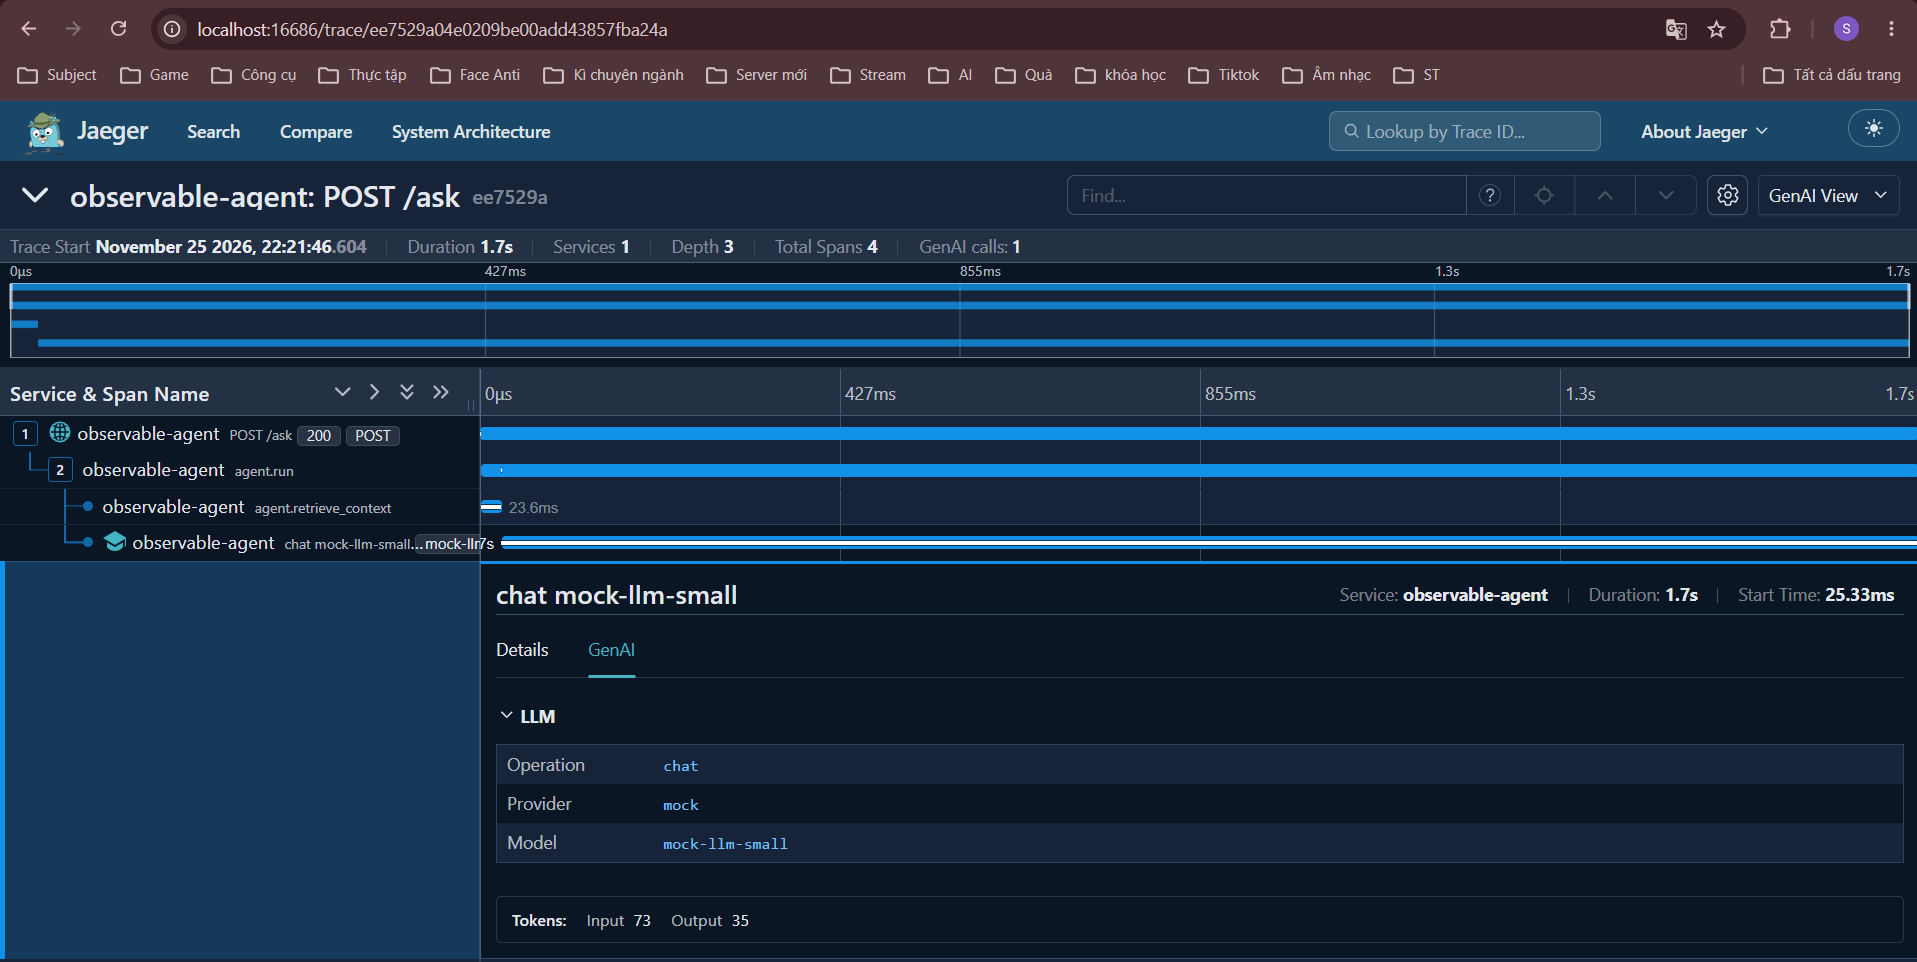 localhost:16686/trace/ee7529a04e0209be00add43857fba24a S
Subject Game Công cụ Thực tập Face Anti Kì chuyên ngành Server mới Stream AI Quà khóa học Tiktok Âm nhạc ST Tất cả dấu trang
Jaeger Search Compare System Architecture Lookup by Trace ID... About Jaeger
observable-agent: POST /ask ee7529a Find... ? GenAI View
Trace Start November 25 2026, 22:21:46.604 Duration 1.7s Services 1 Depth 3 Total Spans 4 GenAI calls: 1
0μs 427ms 855ms 1.3s 1.7s
Service & Span Name 0μs 427ms 855ms 1.3s 1.7s
1 observable-agent POST /ask 200 POST
2 observable-agent agent.run
observable-agent agent.retrieve_context 23.6ms
observable-agent chat mock-llm-small... mock-ll 7s
chat mock-llm-small Service: observable-agent Duration: 1.7s Start Time: 25.33ms
Details GenAI
LLM
Operation chat
Provider mock
Model mock-llm-small
Tokens: Input 73 Output 35